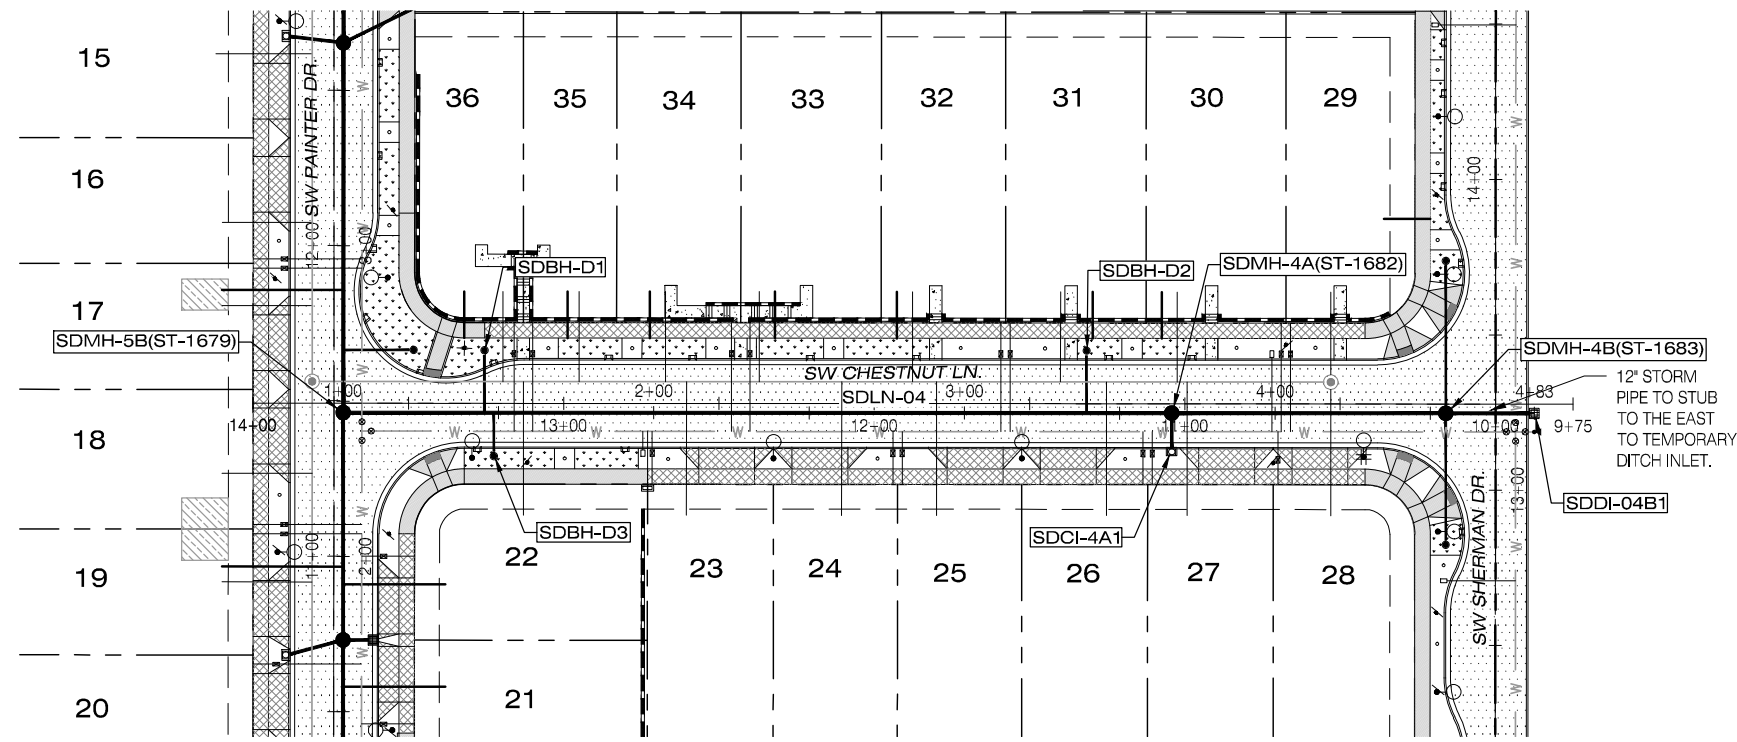 15
16
17
18
19
20
36
35
34
33
32
31
30
29
SW PAINTER DR.
12+00
SDBH-D1
SDBH-D2
SDMH-4A(ST-1682)
14+00
SDMH-5B(ST-1679)
SDMH-4B(ST-1683)
SW CHESTNUT LN.
1+00
2+00
3+00
4+00
4+83
SDLN-04
14+00
13+00
12+00
10+00
9+75
12" STORM
PIPE TO STUB
TO THE EAST
TO TEMPORARY
DITCH INLET.
SDDI-04B1
SDBH-D3
SDCI-4A1
22
23
24
25
26
27
28
21
1+00
2+00
13+00
SW SHERMAN DR.
W
W
W
W
W
W
W
W
W
W
W
W
W